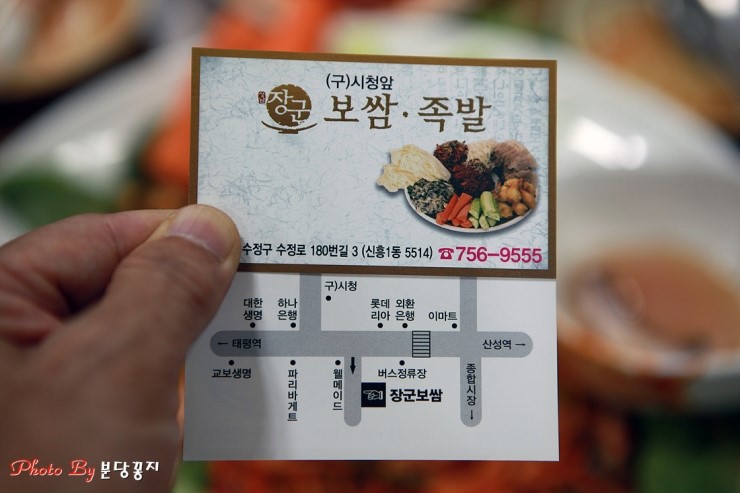 (구)시청앞
장군 보쌈·족발
수정구 수정로 180번길 3 (신흥1동 5514) ☎756-9555
구)시청
대한생명
하나은행
롯데리아
외환은행
이마트
← 태평역
산성역 →
교보생명
파리바게트
웰메이드
버스정류장
종합시장↓
장군보쌈
Photo By 분당꽁지